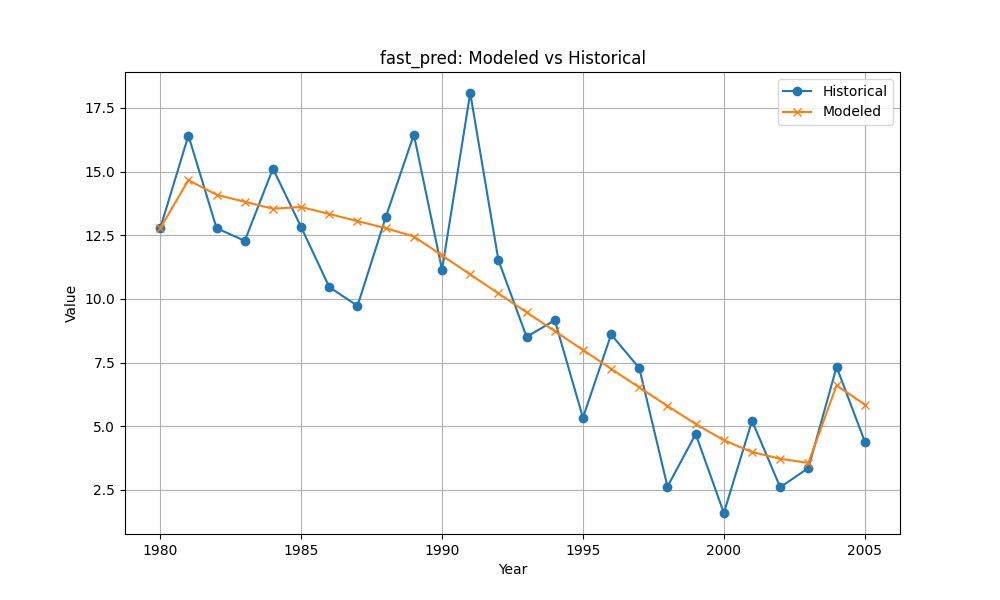 fast_pred: Modeled vs Historical
Historical
Modeled
Value
17.5
15.0
12.5
10.0
7.5
5.0
2.5
1980 1985 1990 1995 2000 2005
Year